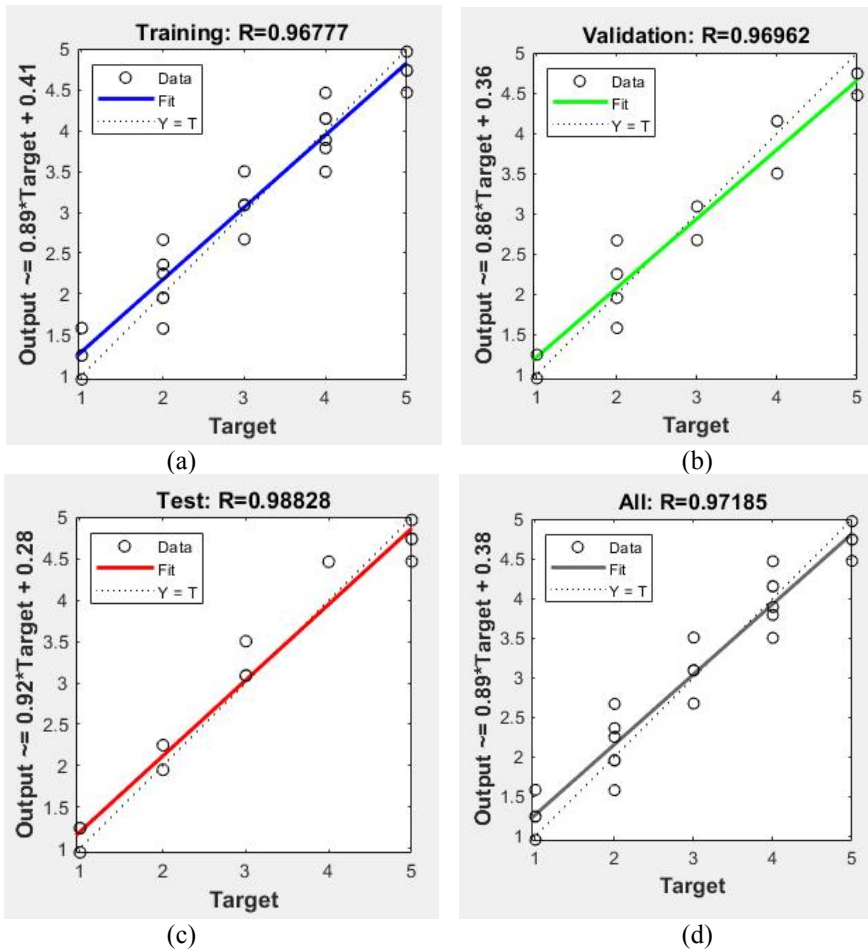 Training: R=0.96777
Output ~= 0.89*Target + 0.41
Data
Fit
Y = T
5
4.5
4
3.5
3
2.5
2
1.5
1
1 2 3 4 5
Target
(a)
Validation: R=0.96962
Output ~= 0.86*Target + 0.36
Data
Fit
Y = T
5
4.5
4
3.5
3
2.5
2
1.5
1
1 2 3 4 5
Target
(b)
Test: R=0.98828
Output ~= 0.92*Target + 0.28
Data
Fit
Y = T
5
4.5
4
3.5
3
2.5
2
1.5
1
1 2 3 4 5
Target
(c)
All: R=0.97185
Output ~= 0.89*Target + 0.38
Data
Fit
Y = T
5
4.5
4
3.5
3
2.5
2
1.5
1
1 2 3 4 5
Target
(d)